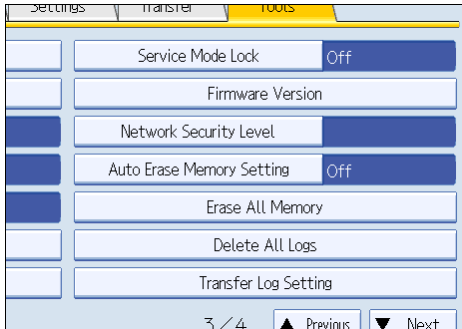 Settings Transfer Tools
Service Mode Lock Off
Firmware Version
Network Security Level
Auto Erase Memory Setting Off
Erase All Memory
Delete All Logs
Transfer Log Setting
3/4 ▲ Previous ▼ Next